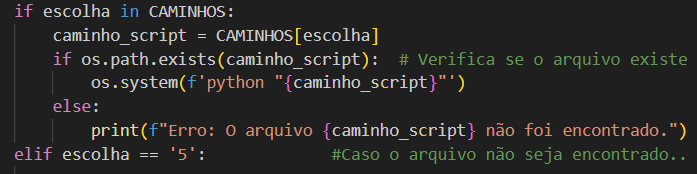 if escolha in CAMINHOS:
    caminho_script = CAMINHOS[escolha]
    if os.path.exists(caminho_script):  # Verifica se o arquivo existe
        os.system(f'python "{caminho_script}"')
    else:
        print(f"Erro: O arquivo {caminho_script} não foi encontrado.")
elif escolha == '5':             #Caso o arquivo não seja encontrado..